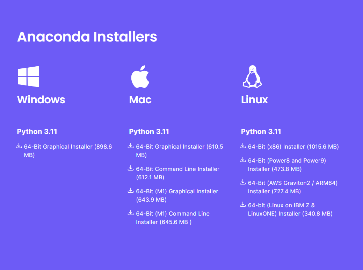 Anaconda Installers
Windows
Mac
Linux
Python 3.11
64-Bit Graphical Installer (898.6
MB)
Python 3.11
64-Bit Graphical Installer (610.5
MB)
64-Bit Command Line Installer
(612.1 MB)
64-Bit (M1) Graphical Installer
(643.9 MB)
64-Bit (M1) Command Line
Installer (645.6 MB )
Python 3.11
64-Bit (x86) Installer (1015.6 MB)
64-Bit (Power8 and Power9)
Installer (473.8 MB)
64-Bit (AWS Graviton2 / ARM64)
Installer (727.4 MB)
64-bit (Linux on IBM Z &
LinuxONE) Installer (340.8 MB)